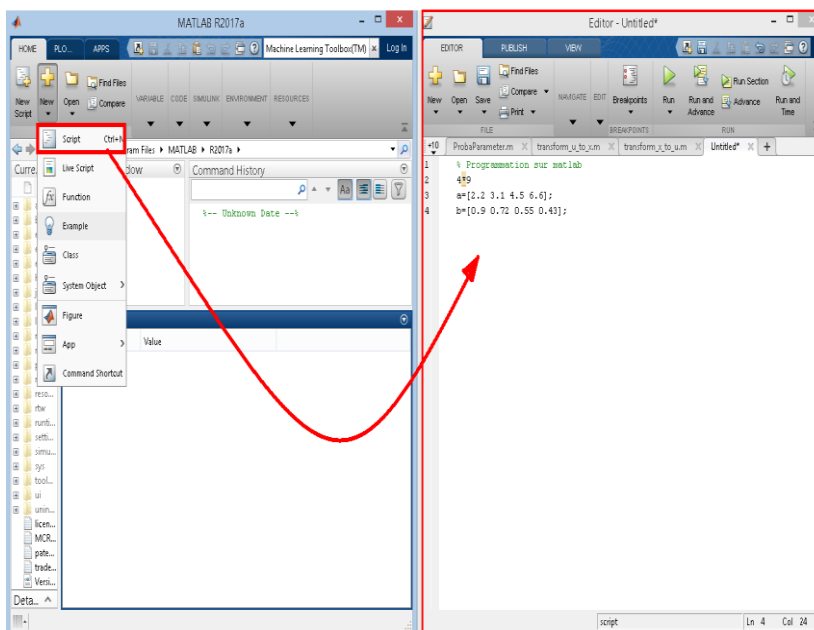 MATLAB R2017a
HOME PLO... APPS Machine Learning Toolbox(TM) Log In
New Script
New
Open
Find Files
Compare
VARIABLE CODE SIMULINK ENVIRONMENT RESOURCES
Script Ctrl+N
Live Script
Function
Example
Class
System Object
Figure
App
Command Shortcut
ram Files MATLAB R2017a
Curre. dow Command History
Aa
%-- Unknown Date --%
Value
reso...
rtw
runti...
setti...
simu...
sys
tool...
ui
unin...
licen...
MCR...
pate...
trade...
Versi...
Deta...
Editor - Untitled*
EDITOR PUBLISH VIEW
New Open Save
Find Files
Compare
Print
NAVIGATE EDIT Breakpoints Run Run and Advance Run Section Advance Run and Time
FILE BREAKPOINTS RUN
+10 ProbaParameter.m transform_u_to_x.m transform_x_to_u.m Untitled* +
1 % Programmation sur matlab
2 4*9
3 a=[2.2 3.1 4.5 6.6];
4 b=[0.9 0.72 0.55 0.43];
script Ln 4 Col 24